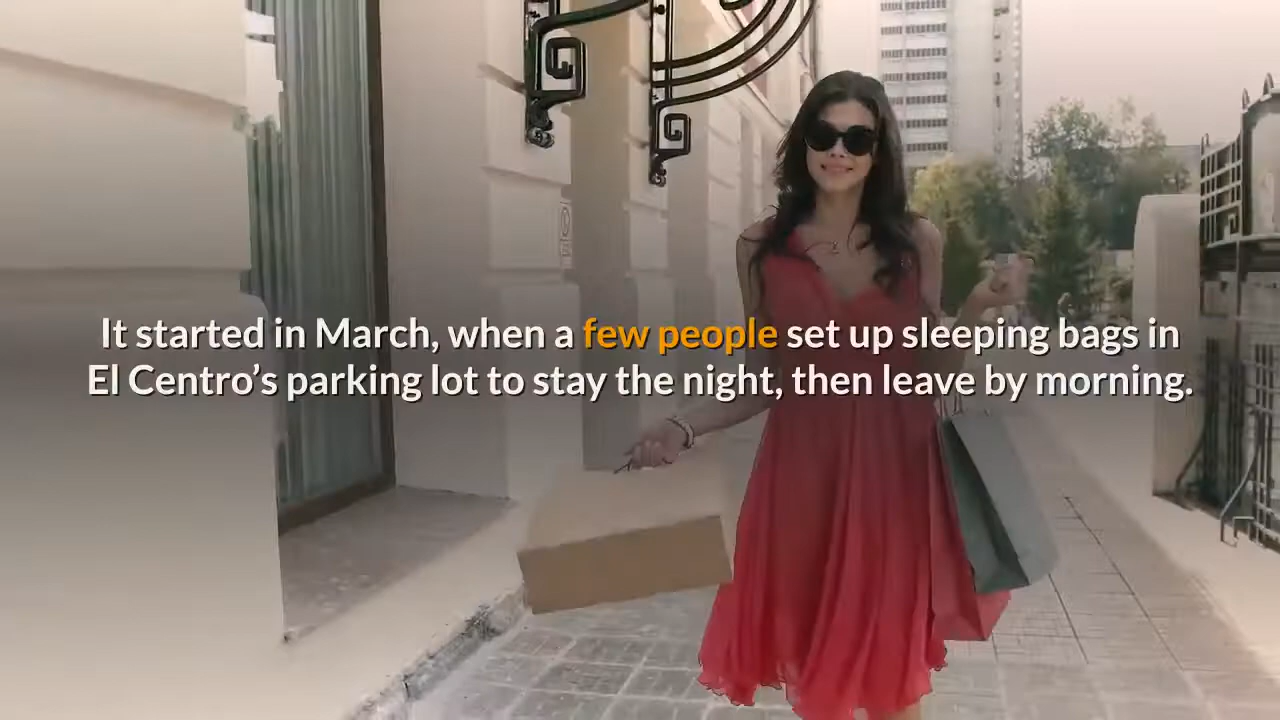 It started in March, when a few people set up sleeping bags in
El Centro’s parking lot to stay the night, then leave by morning.